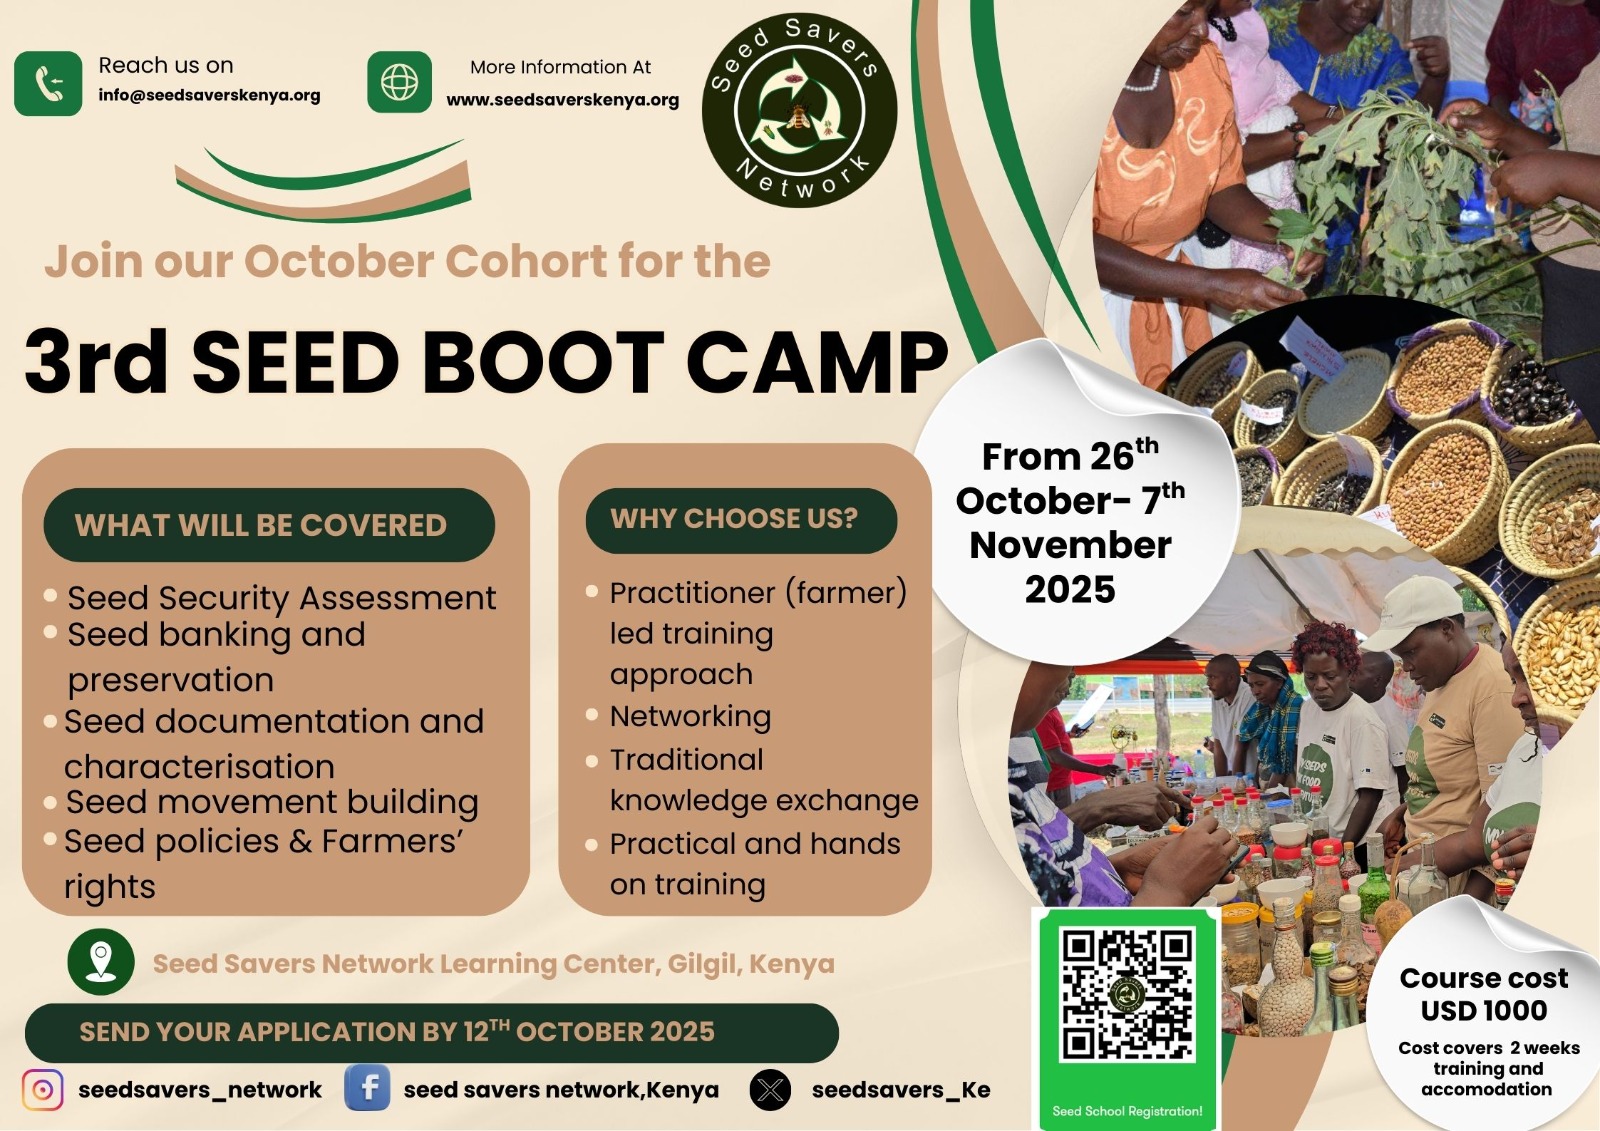 Reach us on
info@seedsaverskenya.org
More Information At
www.seedsaverskenya.org
Seed Savers
Network
Join our October Cohort for the
3rd SEED BOOT CAMP
From 26th
October- 7th
November
2025
WHAT WILL BE COVERED
Seed Security Assessment
Seed banking and
preservation
Seed documentation and
characterisation
Seed movement building
Seed policies & Farmers’
rights
WHY CHOOSE US?
Practitioner (farmer)
led training
approach
Networking
Traditional
knowledge exchange
Practical and hands
on training
Seed Savers Network Learning Center, Gilgil, Kenya
SEND YOUR APPLICATION BY 12TH OCTOBER 2025
seedsavers_network
seed savers network,Kenya
seedsavers_Ke
Seed School Registration!
Course cost
USD 1000
Cost covers 2 weeks
training and
accomodation